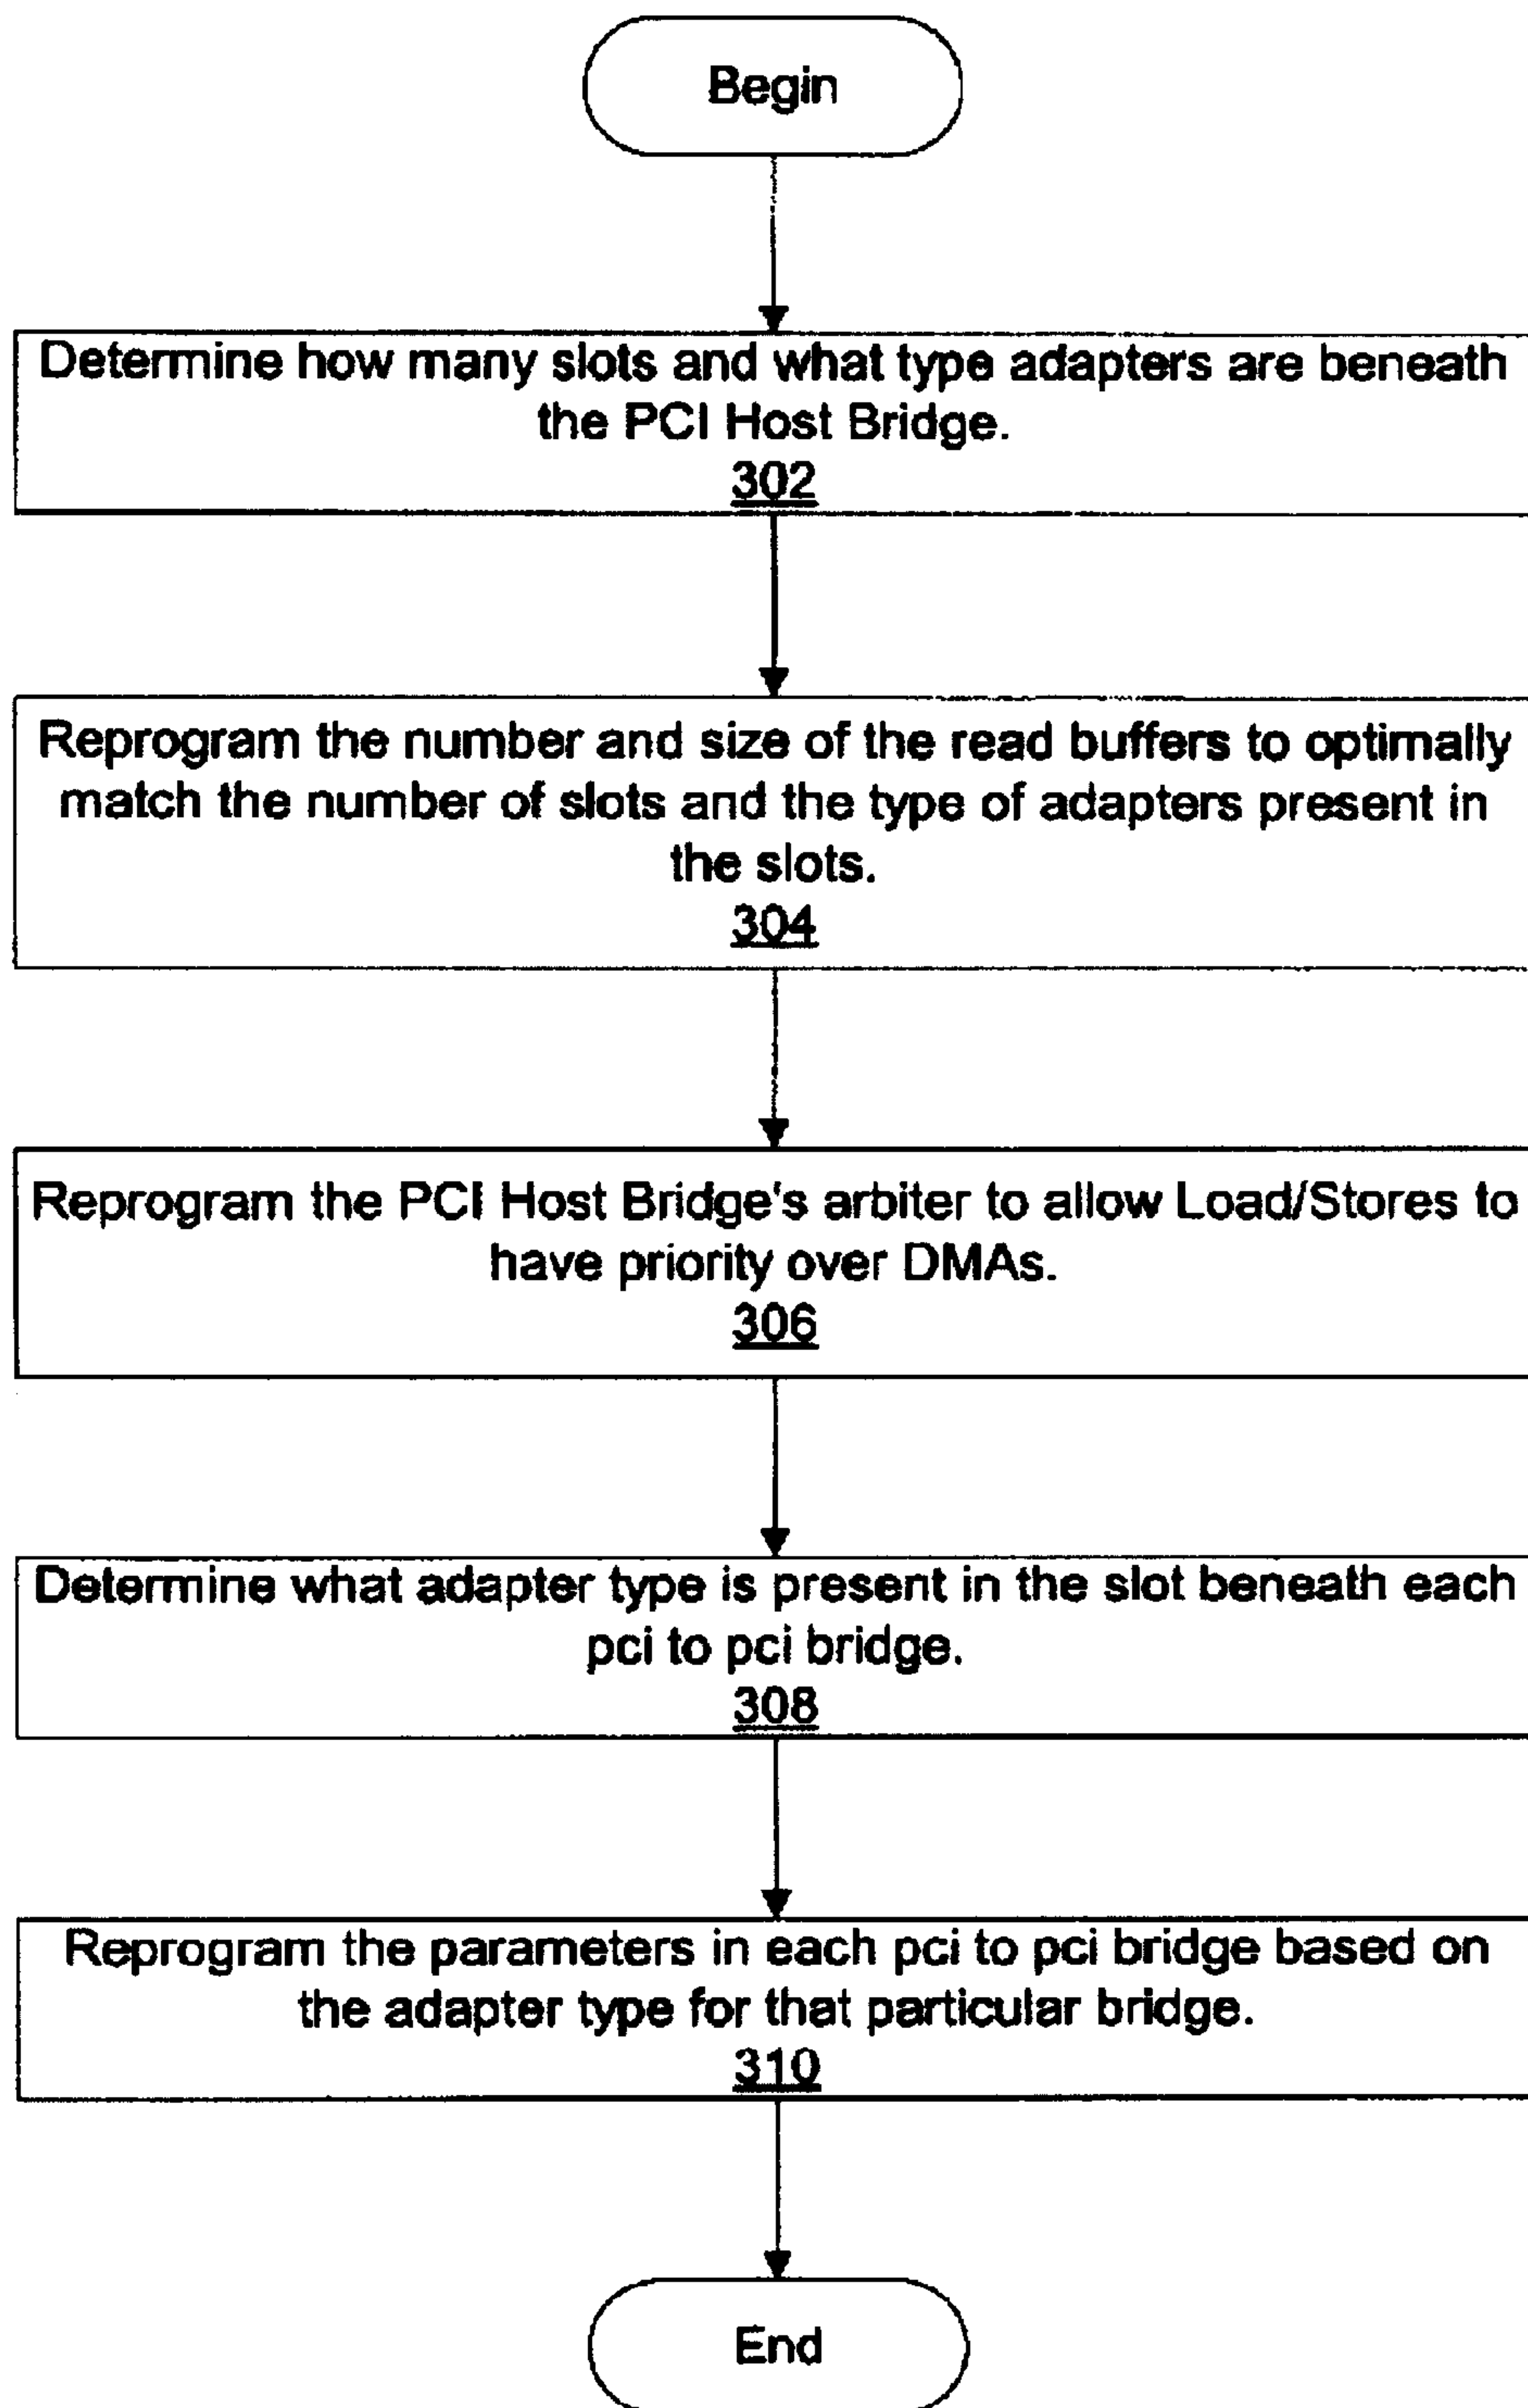 Begin
Determine how many slots and what type adapters are beneath
the PCI Host Bridge.
302
Reprogram the number and size of the read buffers to optimally
match the number of slots and the type of adapters present in
the slots.
304
Reprogram the PCI Host Bridge's arbiter to allow Load/Stores to
have priority over DMAs.
306
Determine what adapter type is present in the slot beneath each
pci to pci bridge.
308
Reprogram the parameters in each pci to pci bridge based on
the adapter type for that particular bridge.
310
End